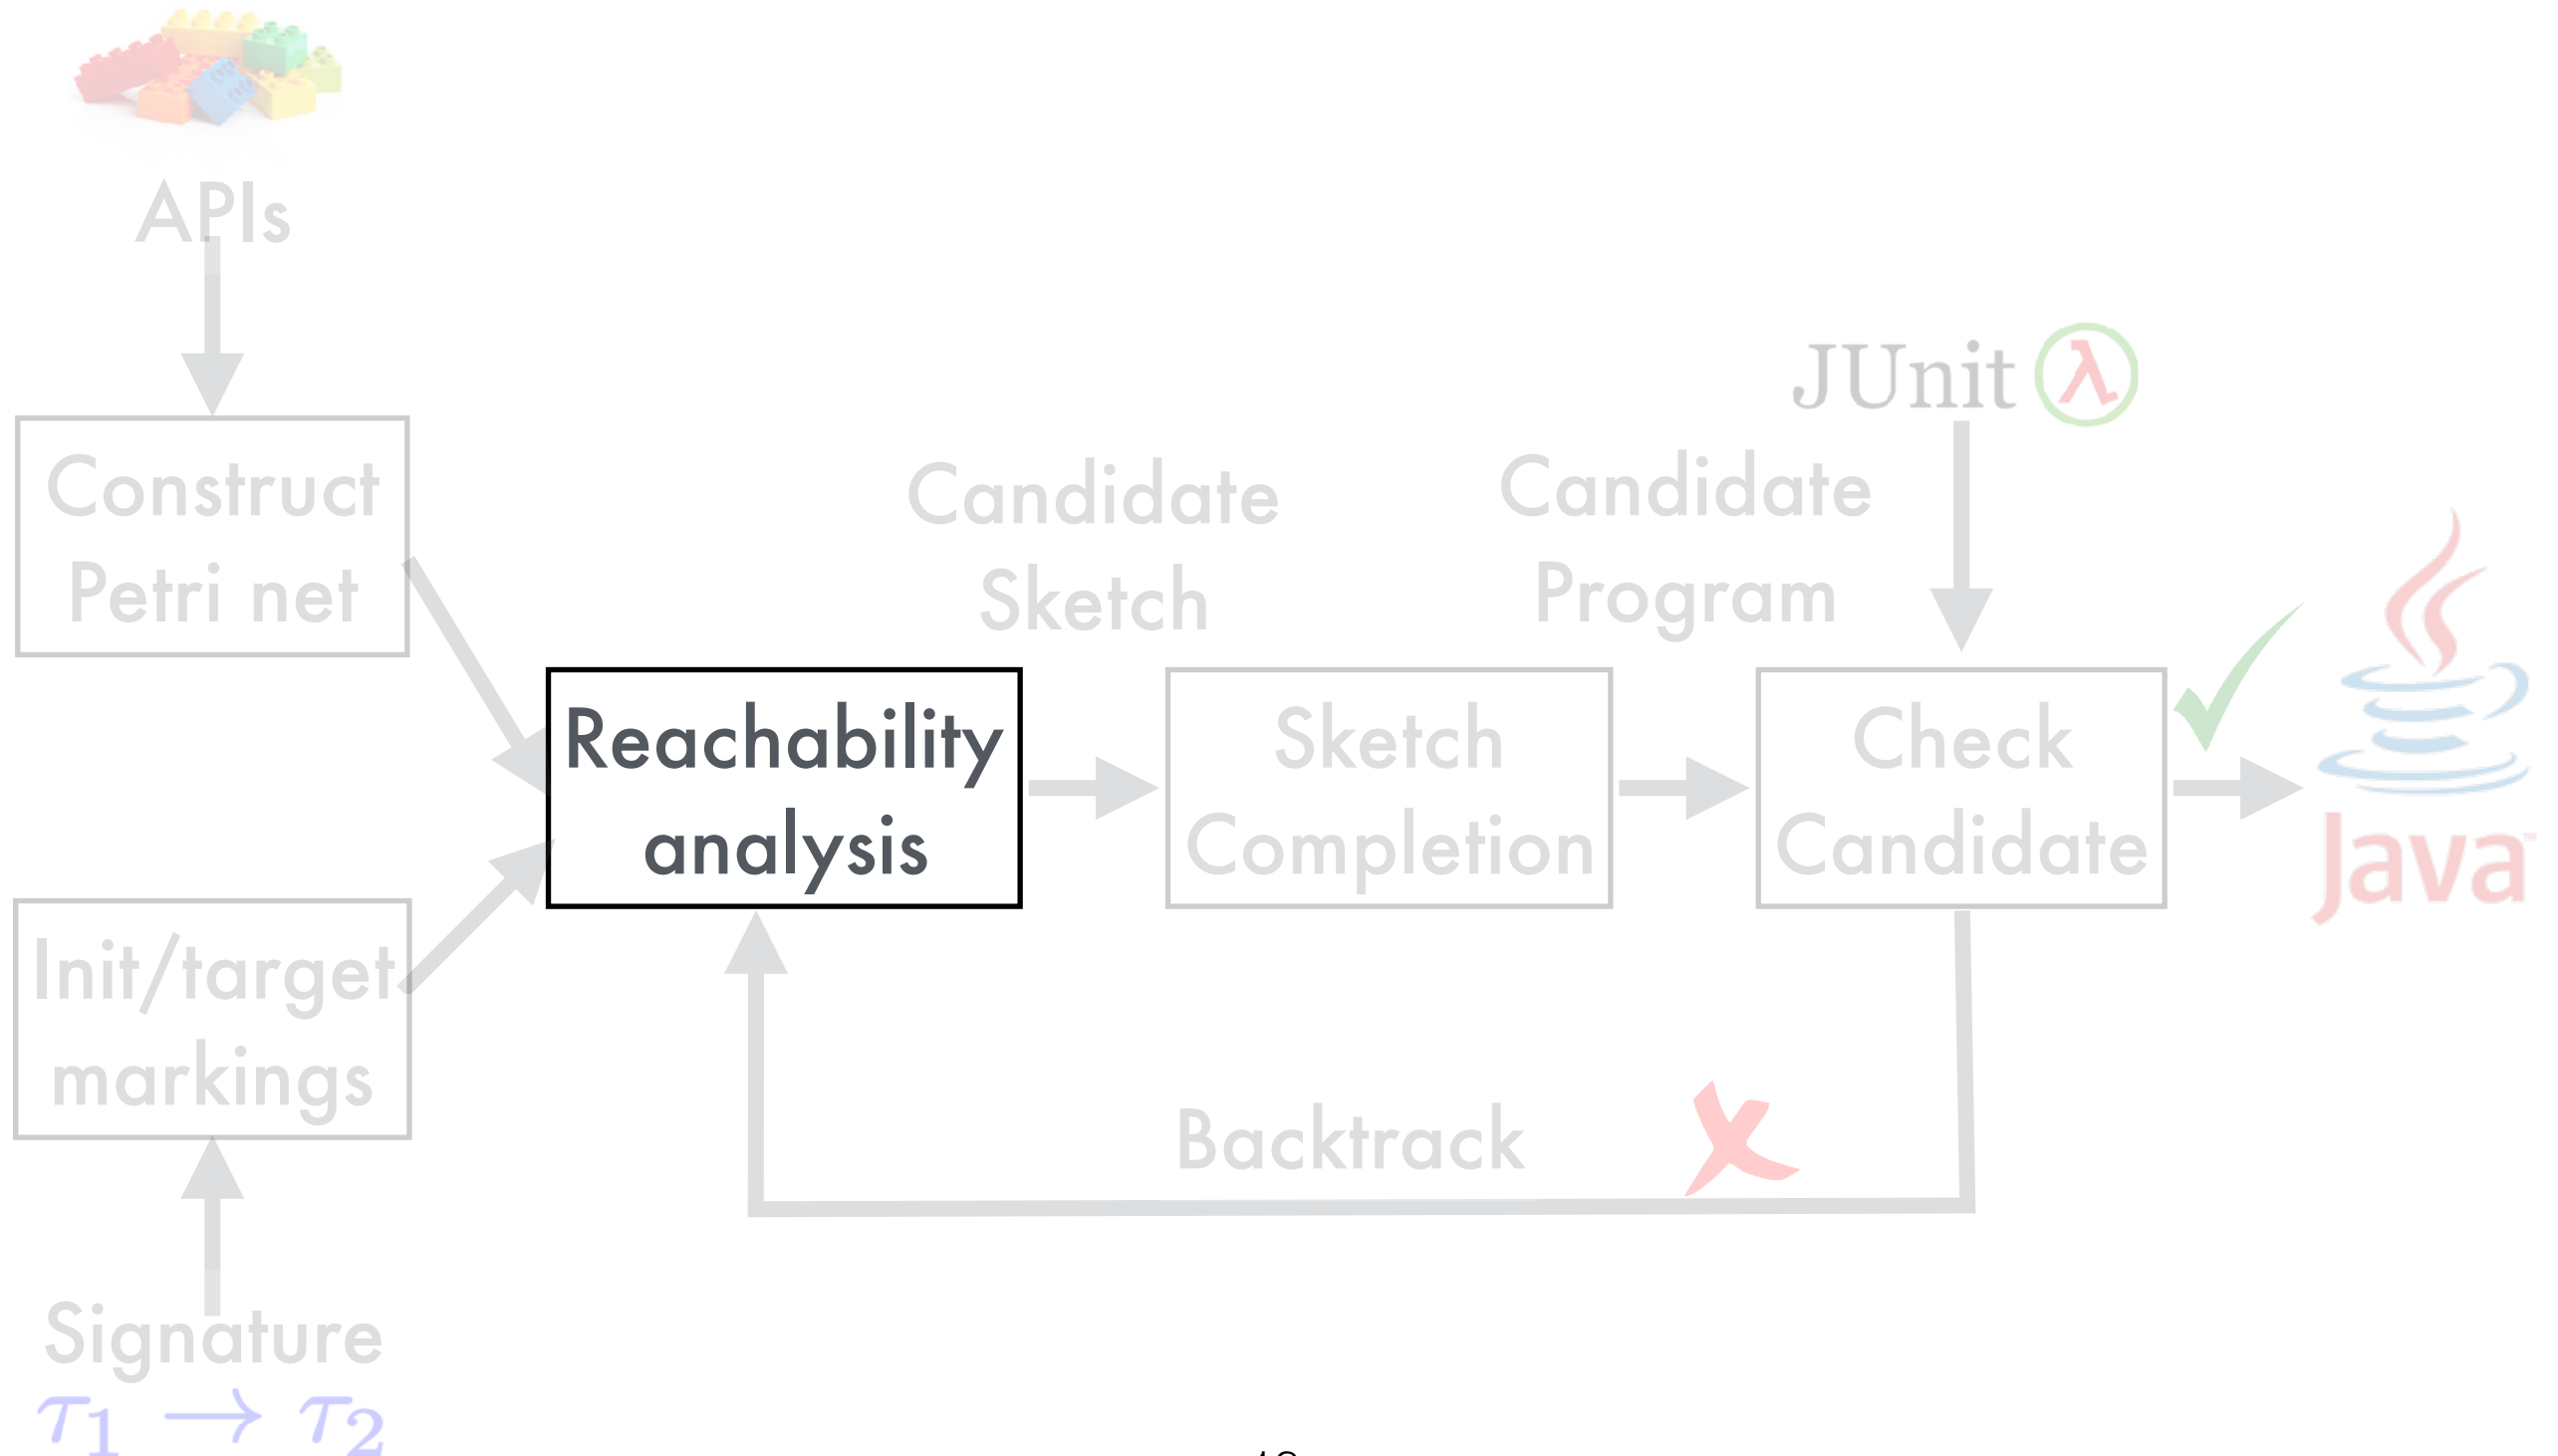 APIs
Construct
Petri net
Init/target
markings
Signature
τ1 → τ2
Reachability
analysis
Candidate
Sketch
Sketch
Completion
Candidate
Program
JUnit λ
Check
Candidate
Java™
Backtrack